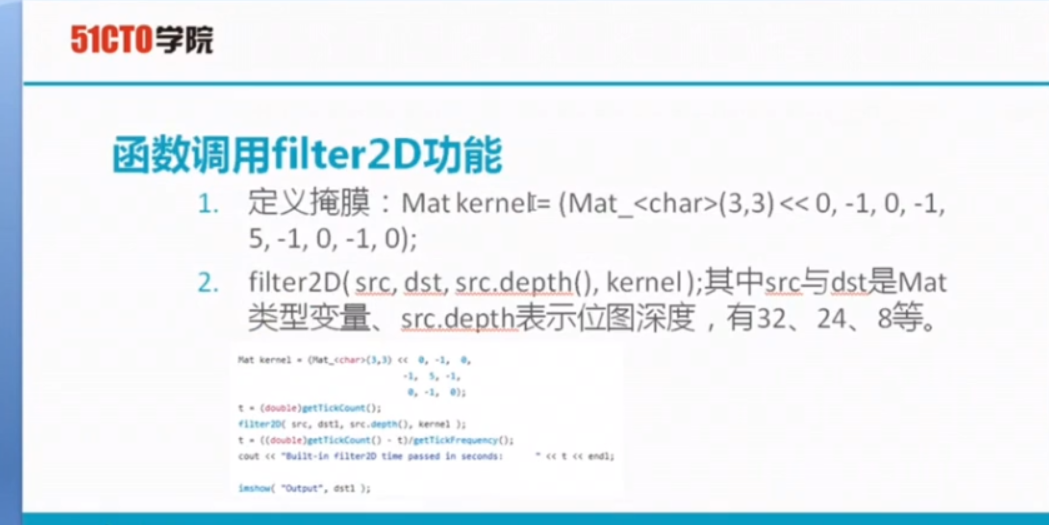 51CTO学院
函数调用filter2D功能
1. 定义掩膜：Mat kernel= (Mat_<char>(3,3) << 0, -1, 0, -1,
5, -1, 0, -1, 0);
2. filter2D( src, dst, src.depth(), kernel );其中src与dst是Mat
类型变量、src.depth表示位图深度，有32、24、8等。
Mat kernel = (Mat_<char>(3,3) << 0, -1, 0,
-1, 5, -1,
0, -1, 0);
t = (double)getTickCount();
filter2D( src, dst1, src.depth(), kernel );
t = ((double)getTickCount() - t)/getTickFrequency();
cout << "Built-in filter2D time passed in seconds: " << t << endl;
imshow( "Output", dst1 );